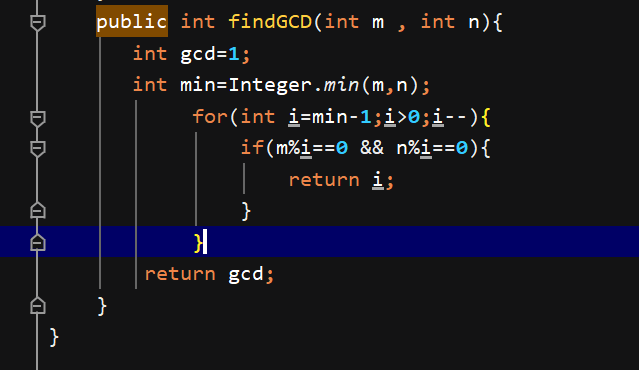 }
public int findGCD(int m , int n){
int gcd=1;
int min=Integer.min(m,n);
for(int i=min-1;i>0;i--){
if(m%i==0 && n%i==0){
return i;
}
}
return gcd;
}
}